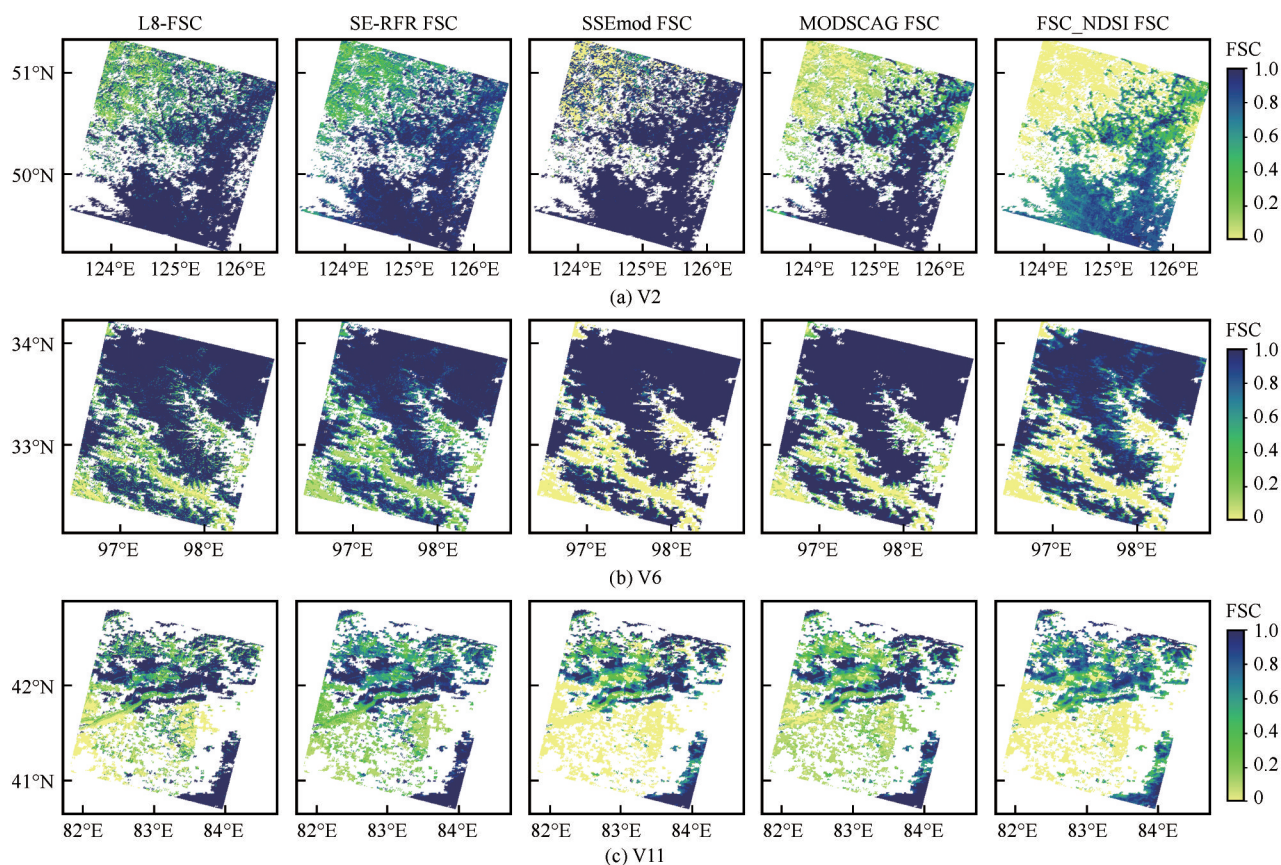 L8-FSC SE-RFR FSC SSEmod FSC MODSCAG FSC FSC_NDSI FSC
FSC
51°N
50°N
1.0
0.8
0.6
0.4
0.2
0
124°E 125°E 126°E 124°E 125°E 126°E 124°E 125°E 126°E 124°E 125°E 126°E 124°E 125°E 126°E
(a) V2
FSC
34°N
33°N
1.0
0.8
0.6
0.4
0.2
0
97°E 98°E 97°E 98°E 97°E 98°E 97°E 98°E 97°E 98°E
(b) V6
FSC
42°N
41°N
1.0
0.8
0.6
0.4
0.2
0
82°E 83°E 84°E 82°E 83°E 84°E 82°E 83°E 84°E 82°E 83°E 84°E 82°E 83°E 84°E
(c) V11